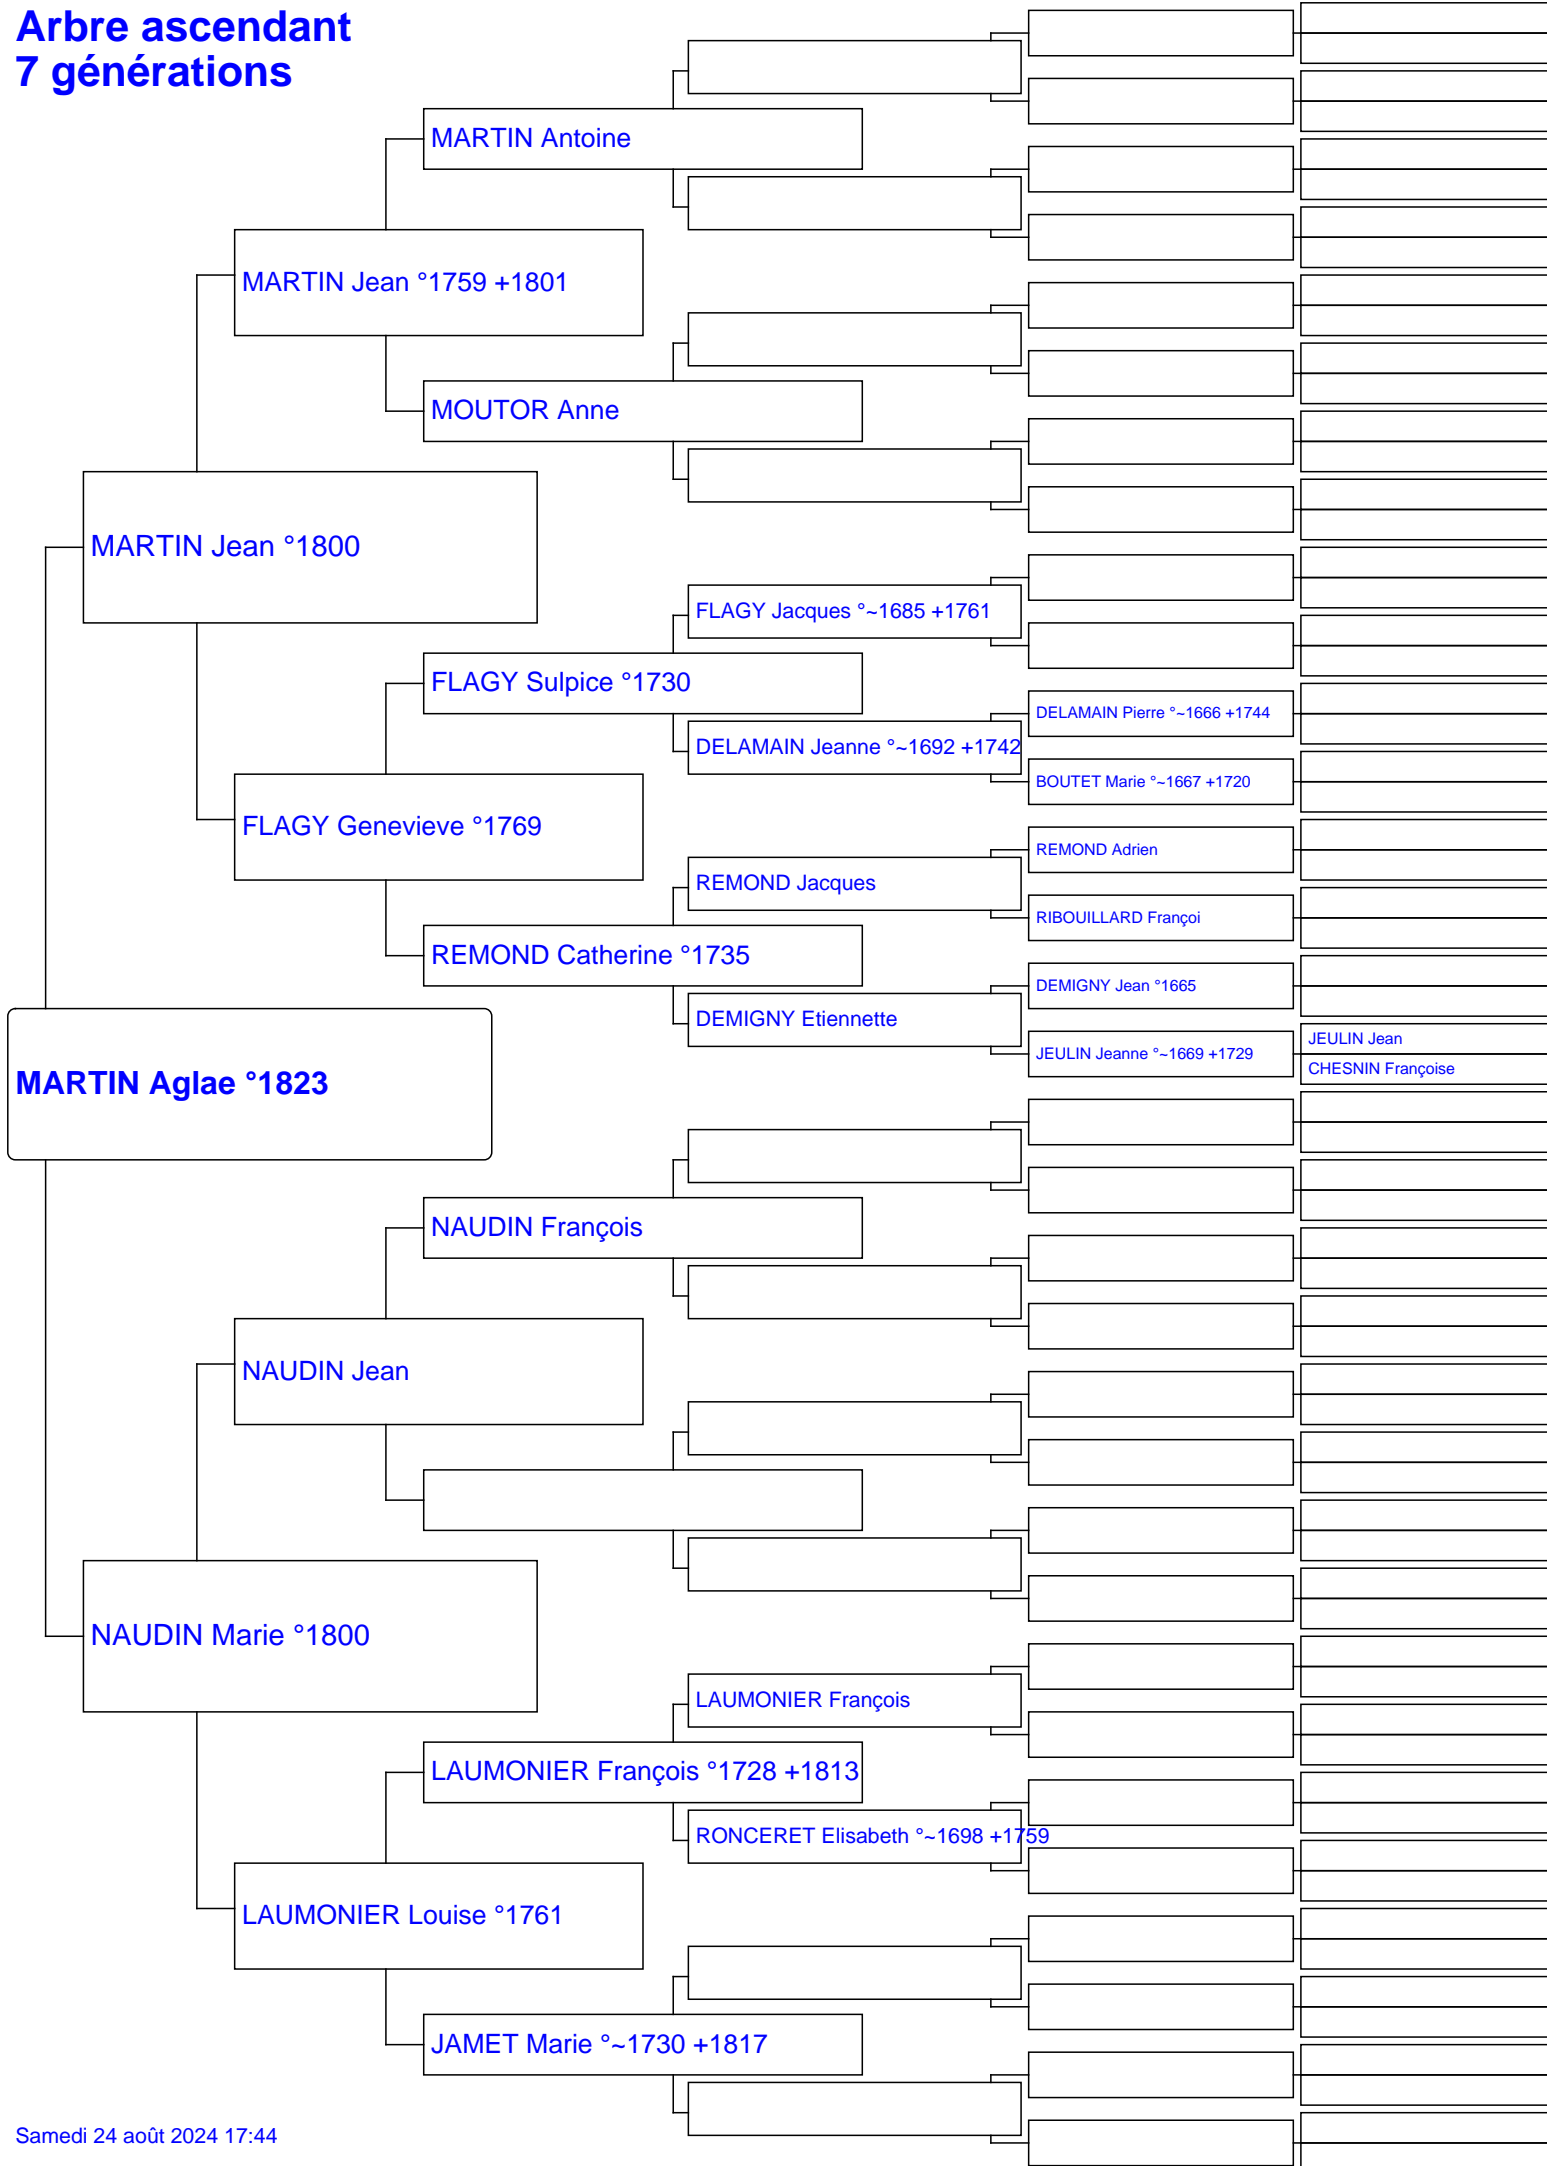 Arbre ascendant
7 générations
MARTIN Antoine
MARTIN Jean °1759 +1801
MOUTOR Anne
MARTIN Jean °1800
FLAGY Jacques °~1685 +1761
FLAGY Sulpice °1730
DELAMAIN Pierre °~1666 +1744
DELAMAIN Jeanne °~1692 +1742
BOUTET Marie °~1667 +1720
FLAGY Genevieve °1769
REMOND Adrien
REMOND Jacques
RIBOUILLARD Françoi
REMOND Catherine °1735
DEMIGNY Jean °1665
DEMIGNY Etiennette
JEULIN Jean
JEULIN Jeanne °~1669 +1729
CHESNIN Françoise
MARTIN Aglae °1823
NAUDIN François
NAUDIN Jean
NAUDIN Marie °1800
LAUMONIER François
LAUMONIER François °1728 +1813
RONCERET Elisabeth °~1698 +1759
LAUMONIER Louise °1761
JAMET Marie °~1730 +1817
Samedi 24 août 2024 17:44